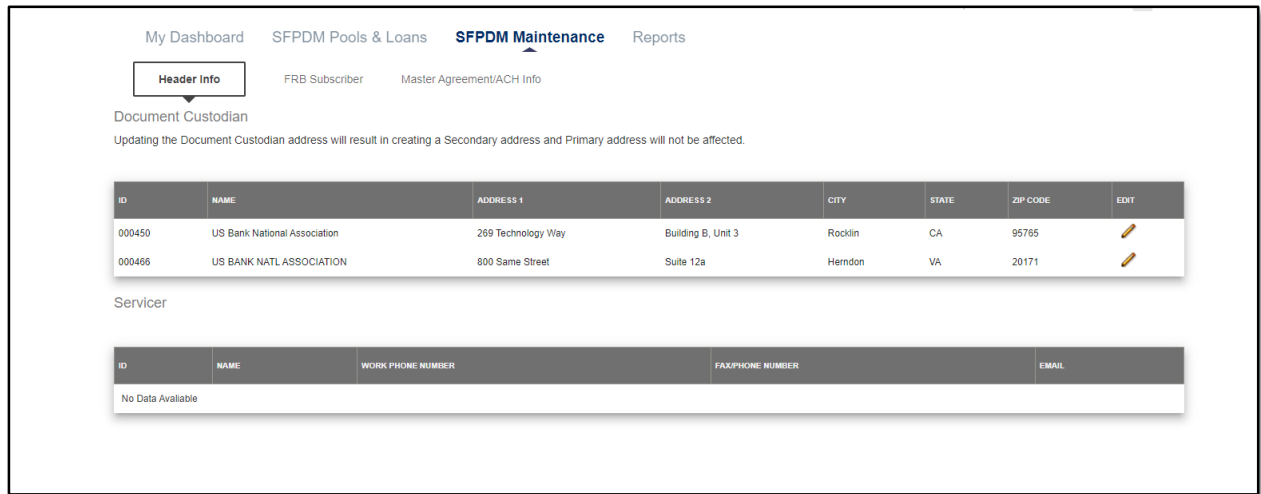 My Dashboard SFPDM Pools & Loans SFPDM Maintenance Reports
Header Info FRB Subscriber Master Agreement/ACH Info
Document Custodian
Updating the Document Custodian address will result in creating a Secondary address and Primary address will not be affected.
ID NAME ADDRESS 1 ADDRESS 2 CITY STATE ZIP CODE EDIT
000450 US Bank National Association 269 Technology Way Building B, Unit 3 Rocklin CA 95765
000466 US BANK NATL ASSOCIATION 800 Same Street Suite 12a Herndon VA 20171
Servicer
ID NAME WORK PHONE NUMBER FAX/PHONE NUMBER EMAIL
No Data Avaliable